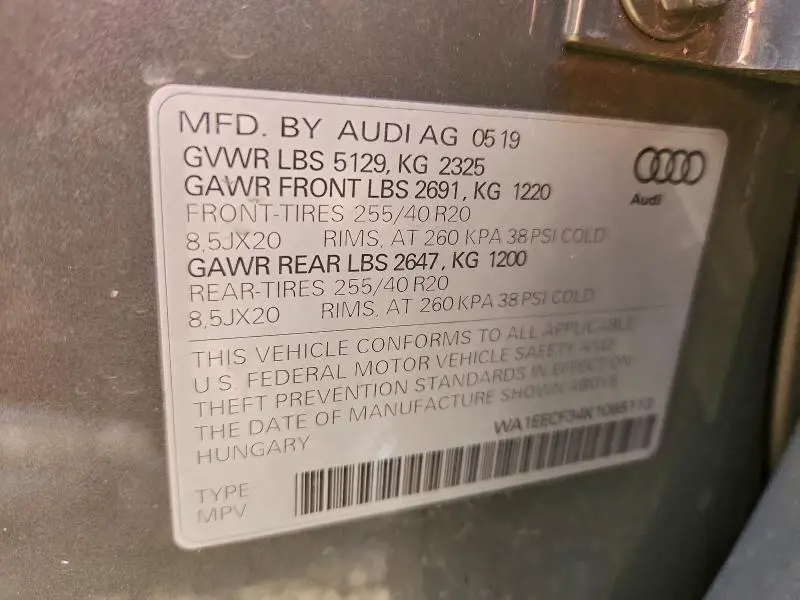 MFD. BY AUDI AG 05 19
GVWR LBS 5129, KG 2325
GAWR FRONT LBS 2691, KG 1220
FRONT-TIRES 255/40 R20
8,5JX20 RIMS, AT 260 KPA 38 PSI COLD
GAWR REAR LBS 2647, KG 1200
REAR-TIRES 255/40 R20
8,5JX20 RIMS, AT 260 KPA 38 PSI COLD
Audi
THIS VEHICLE CONFORMS TO ALL APPLICABLE
U.S. FEDERAL MOTOR VEHICLE SAFETY AND
THEFT PREVENTION STANDARDS IN EFFECT ON
THE DATE OF MANUFACTURE SHOWN ABOVE
HUNGARY
TYPE
MPV